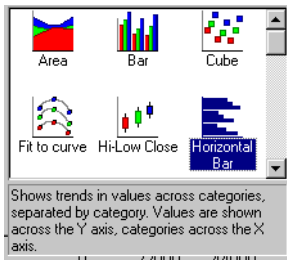 Area Bar Cube
Fit to curve Hi-Low Close Horizontal
Bar
Shows trends in values across categories,
separated by category. Values are shown
across the Y axis, categories across the X
axis.